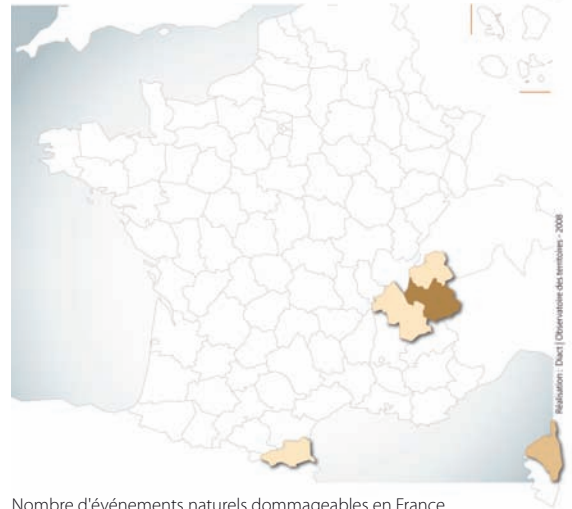 Réalisation : Diact | Observatoire des territoires - 2008
Nombre d'événements naturels dommageables en France